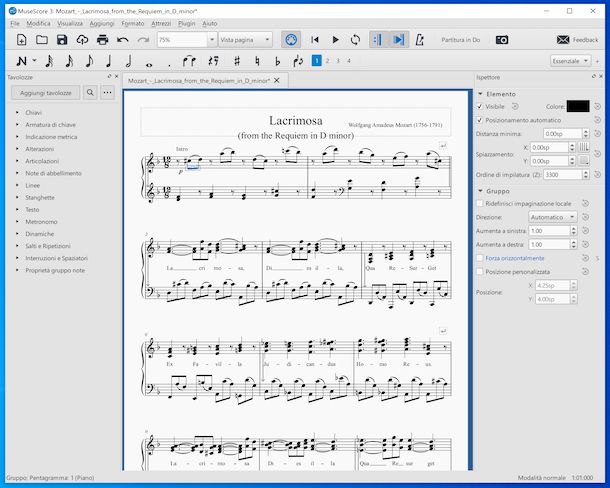 MuseScore 3: Mozart_-_Lacrimosa_from_the_Requiem_in_D_minor*
File Modifica Visualizza Aggiungi Formato Attrezzi Plugin Aiuto
75% Vista pagina Partitura in Do Feedback
1 2 3 4 Essenziale
Tavolozze
Aggiungi tavolozze
Chiavi
Armatura di chiave
Indicazione metrica
Alterazioni
Articolazioni
Note di abbellimento
Linee
Stanghette
Testo
Metronomo
Dinamiche
Salti e Ripetizioni
Interruzioni e Spaziatori
Proprietà gruppo note
Mozart_-_Lacrimosa_from_the_Requiem_in_D_minor*
Lacrimosa
(from the Requiem in D minor)
Wolfgang Amadeus Mozart (1756-1791)
Intro
p
La - cri - mo - sa, Di - es il - la, Qua Re - Sur - Get
Ex Fa - vil - la Ju - di - can - dus Ho - mo Re - us.
La - cri - mo - sa Di - es il - la, Qua Re - sur get
Ispettore
Elemento
Visibile Colore:
Posizionamento automatico
Distanza minima: 0.00sp
Spiazzamento: X: 0.00sp
Y: 0.00sp
Ordine di impilatura (Z): 3300
Gruppo
Ridefinisci impaginazione locale
Direzione: Automatico
Aumenta a sinistra: 1.00
Aumenta a destra: 1.00
Forza orizzontalmente S
Posizione personalizzata
Posizione: X: 4.25sp
Y: 4.00sp
Gruppo: Pentagramma: 1 (Piano)
Modalità normale 1:01:000